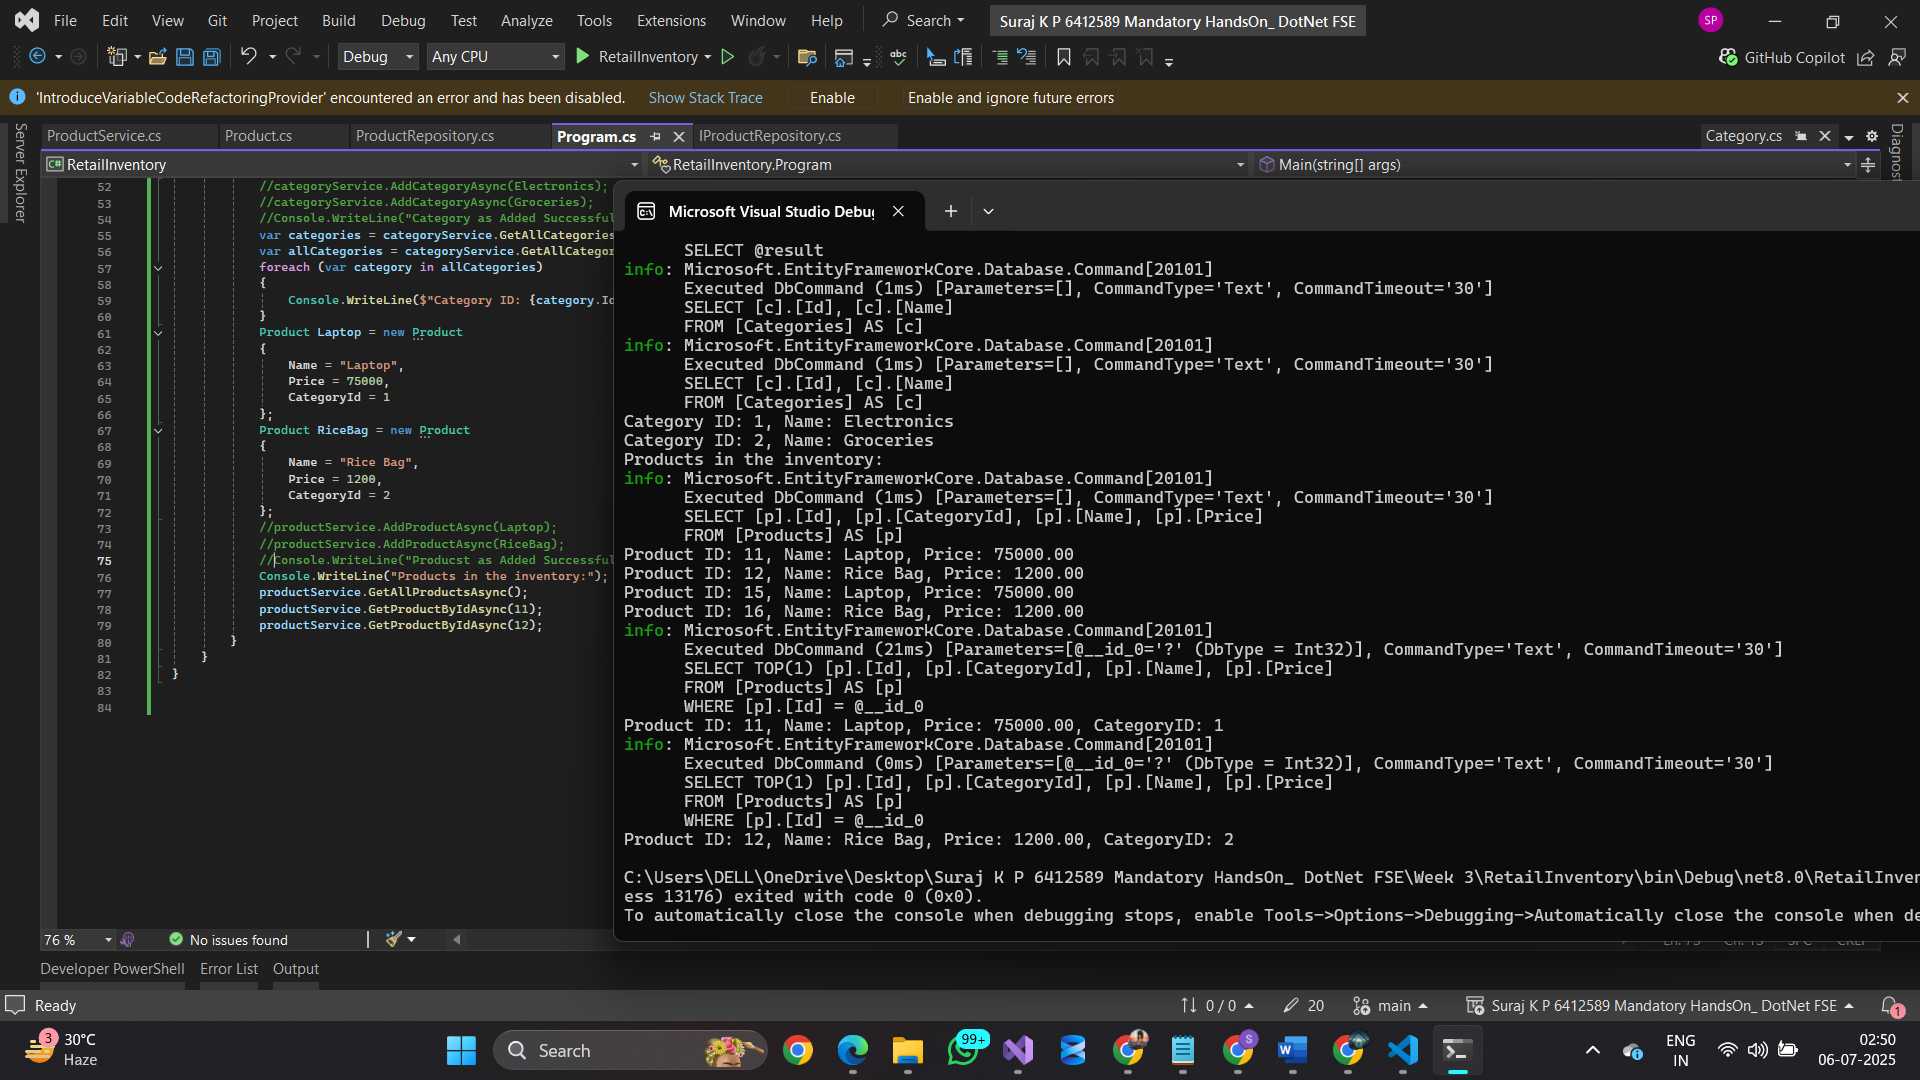 File Edit View Git Project Build Debug Test Analyze Tools Extensions Window Help Search Suraj K P 6412589 Mandatory HandsOn_ DotNet FSE SP
Debug Any CPU RetailInventory GitHub Copilot
'IntroduceVariableCodeRefactoringProvider' encountered an error and has been disabled. Show Stack Trace Enable Enable and ignore future errors
Server Explorer
ProductService.cs Product.cs ProductRepository.cs Program.cs IProductRepository.cs Category.cs
RetailInventory RetailInventory.Program Main(string[] args)
52 //categoryService.AddCategoryAsync(Electronics);
53 //categoryService.AddCategoryAsync(Groceries);
54 //Console.WriteLine("Category as Added Successful
55 var categories = categoryService.GetAllCategories
56 var allCategories = categoryService.GetAllCategor
57 foreach (var category in allCategories)
58 {
59 Console.WriteLine($"Category ID: {category.Id
60 }
61 Product Laptop = new Product
62 {
63 Name = "Laptop",
64 Price = 75000,
65 CategoryId = 1
66 };
67 Product RiceBag = new Product
68 {
69 Name = "Rice Bag",
70 Price = 1200,
71 CategoryId = 2
72 };
73 //productService.AddProductAsync(Laptop);
74 //productService.AddProductAsync(RiceBag);
75 //Console.WriteLine("Producst as Added Successful
76 Console.WriteLine("Products in the inventory:");
77 productService.GetAllProductsAsync();
78 productService.GetProductByIdAsync(11);
79 productService.GetProductByIdAsync(12);
80 }
81 }
82 }
83
84
Microsoft Visual Studio Debug
SELECT @result
info: Microsoft.EntityFrameworkCore.Database.Command[20101]
Executed DbCommand (1ms) [Parameters=[], CommandType='Text', CommandTimeout='30']
SELECT [c].[Id], [c].[Name]
FROM [Categories] AS [c]
info: Microsoft.EntityFrameworkCore.Database.Command[20101]
Executed DbCommand (1ms) [Parameters=[], CommandType='Text', CommandTimeout='30']
SELECT [c].[Id], [c].[Name]
FROM [Categories] AS [c]
Category ID: 1, Name: Electronics
Category ID: 2, Name: Groceries
Products in the inventory:
info: Microsoft.EntityFrameworkCore.Database.Command[20101]
Executed DbCommand (1ms) [Parameters=[], CommandType='Text', CommandTimeout='30']
SELECT [p].[Id], [p].[CategoryId], [p].[Name], [p].[Price]
FROM [Products] AS [p]
Product ID: 11, Name: Laptop, Price: 75000.00
Product ID: 12, Name: Rice Bag, Price: 1200.00
Product ID: 15, Name: Laptop, Price: 75000.00
Product ID: 16, Name: Rice Bag, Price: 1200.00
info: Microsoft.EntityFrameworkCore.Database.Command[20101]
Executed DbCommand (21ms) [Parameters=[@__id_0='?' (DbType = Int32)], CommandType='Text', CommandTimeout='30']
SELECT TOP(1) [p].[Id], [p].[CategoryId], [p].[Name], [p].[Price]
FROM [Products] AS [p]
WHERE [p].[Id] = @__id_0
Product ID: 11, Name: Laptop, Price: 75000.00, CategoryID: 1
info: Microsoft.EntityFrameworkCore.Database.Command[20101]
Executed DbCommand (0ms) [Parameters=[@__id_0='?' (DbType = Int32)], CommandType='Text', CommandTimeout='30']
SELECT TOP(1) [p].[Id], [p].[CategoryId], [p].[Name], [p].[Price]
FROM [Products] AS [p]
WHERE [p].[Id] = @__id_0
Product ID: 12, Name: Rice Bag, Price: 1200.00, CategoryID: 2
C:\Users\DELL\OneDrive\Desktop\Suraj K P 6412589 Mandatory HandsOn_ DotNet FSE\Week 3\RetailInventory\bin\Debug\net8.0\RetailInven
ess 13176) exited with code 0 (0x0).
To automatically close the console when debugging stops, enable Tools->Options->Debugging->Automatically close the console when de
76 % No issues found
Developer PowerShell Error List Output
Ready 0 / 0 20 main Suraj K P 6412589 Mandatory HandsOn_ DotNet FSE 1
3 30°C
Haze
Search
99+
ENG
IN
02:50
06-07-2025